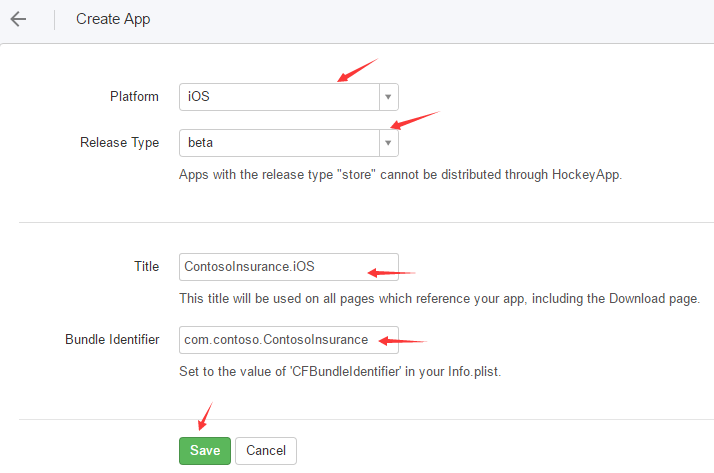 Create App
Platform iOS
Release Type beta
Apps with the release type "store" cannot be distributed through HockeyApp.
Title ContosoInsurance.iOS
This title will be used on all pages which reference your app, including the Download page.
Bundle Identifier com.contoso.ContosoInsurance
Set to the value of 'CFBundleIdentifier' in your Info.plist.
Save Cancel